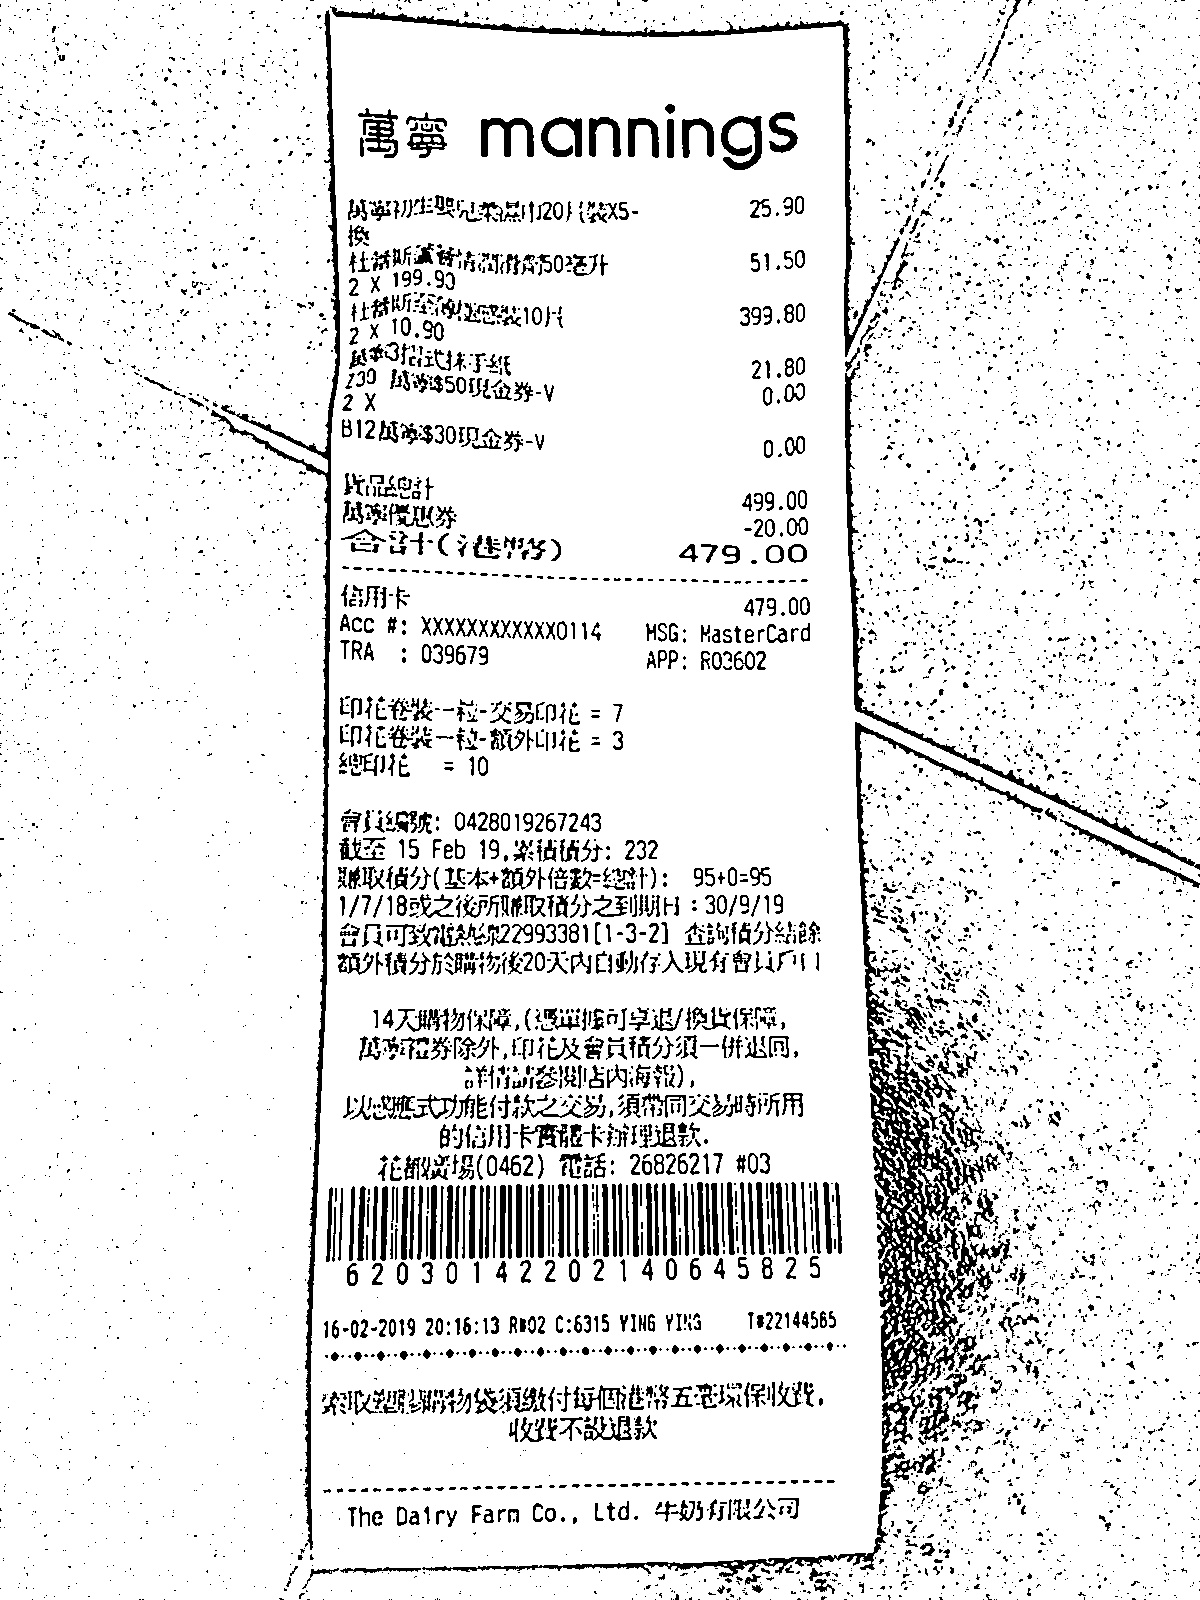 萬寧 mannings
萬寧初生嬰兒柔濕巾20片裝X5- 25.90
換
杜蕾斯 情潤滑劑50毫升 51.50
2 X 199.90
杜蕾斯至薄 感裝10片 399.80
2 X 10.90
萬寧3摺式抹手紙 21.80
萬寧$50現金券-V 0.00
2 X
B12萬寧$30現金券-V 0.00
貨品總計 499.00
萬寧優惠券 -20.00
合計(港幣) 479.00
信用卡 479.00
Acc #: XXXXXXXXXXXX0114 MSG: MasterCard
TRA : 039679 APP: R03602
印花卷裝一粒-交易印花 = 7
印花卷裝一粒-額外印花 = 3
總印花 = 10
會員編號: 0428019267243
截至 15 Feb 19,累積積分: 232
賺取積分(基本+額外倍數=總計): 95+0=95
1/7/18或之後所賺取積分之到期日:30/9/19
會員可致電熱線22993381[1-3-2] 查詢積分結餘
額外積分於購物後20天內自動存入現有會員戶口
14天購物保障,(憑單據可享退/換貨保障,
萬寧禮券除外,印花及會員積分須一併退回,
詳情請參閱店內海報),
以感應式功能付款之交易,須帶同交易時所用
的信用卡實體卡辦理退款.
花都廣場(0462) 電話: 26826217 #03
62030142202140645825
16-02-2019 20:16:13 R#02 C:6315 YING YING T#22144565
索取塑膠購物袋須繳付每個港幣五毫環保收費,
收費不設退款
The Dairy Farm Co., Ltd. 牛奶有限公司